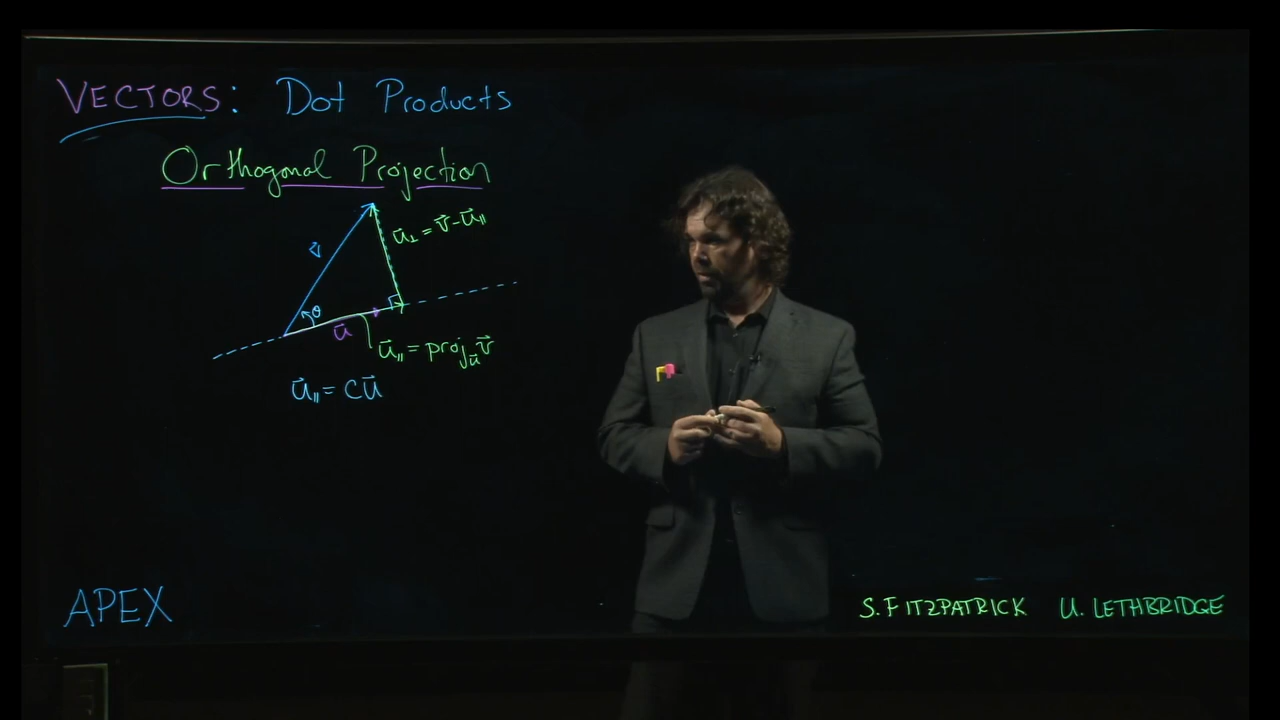 VECTORS: Dot Products
Orthogonal Projection
v⃗
u⃗⊥ = v⃗ - u⃗∥
θ
u⃗
u⃗∥ = proj_u⃗ v⃗
u⃗∥ = cu⃗
APEX
S. FITZPATRICK U. LETHBRIDGE